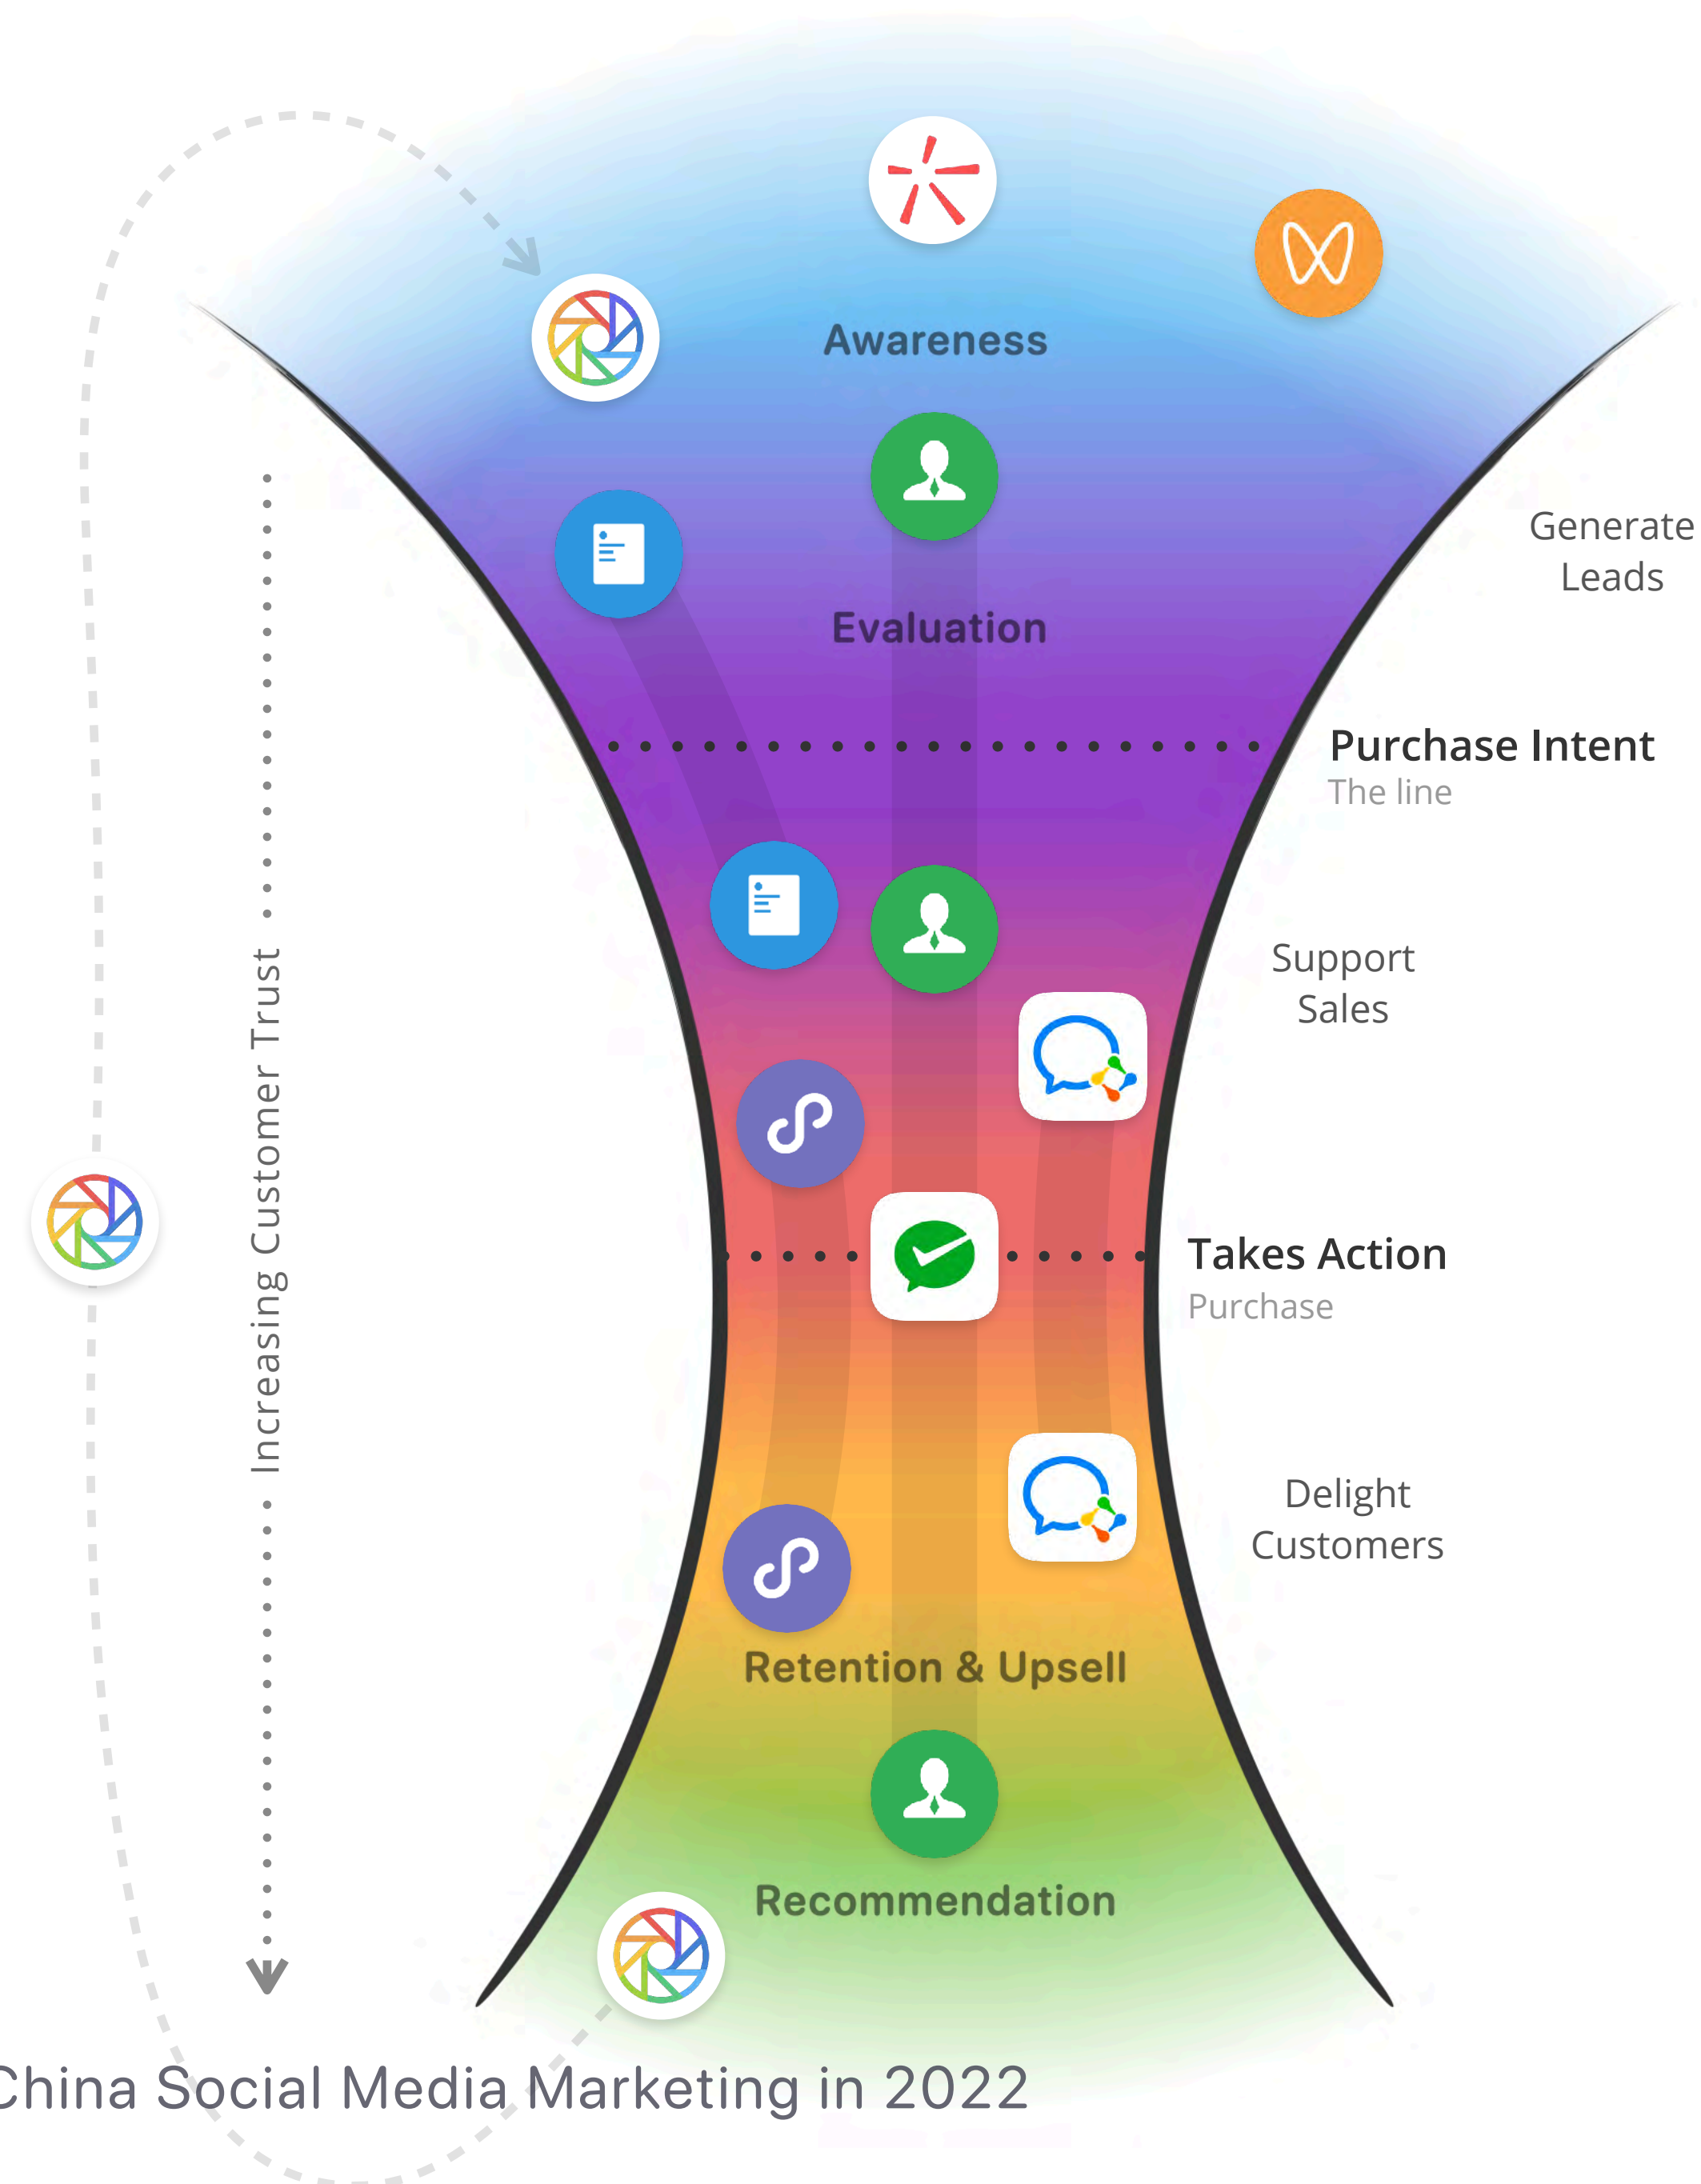 Awareness
Generate
Leads
Evaluation
Purchase Intent
The line
Support
Sales
Increasing Customer Trust
Takes Action
Purchase
Delight
Customers
Retention & Upsell
Recommendation
China Social Media Marketing in 2022